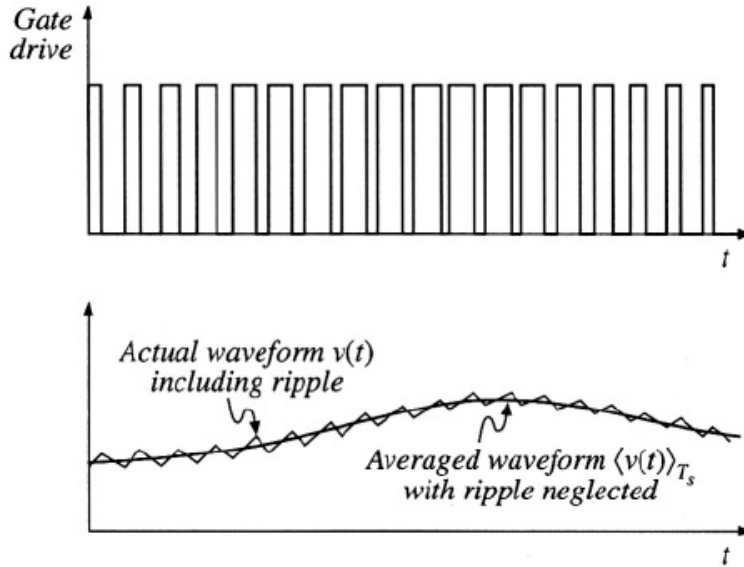 Gate
drive
t
Actual waveform v(t)
including ripple
Averaged waveform ⟨v(t)⟩Ts
with ripple neglected
t